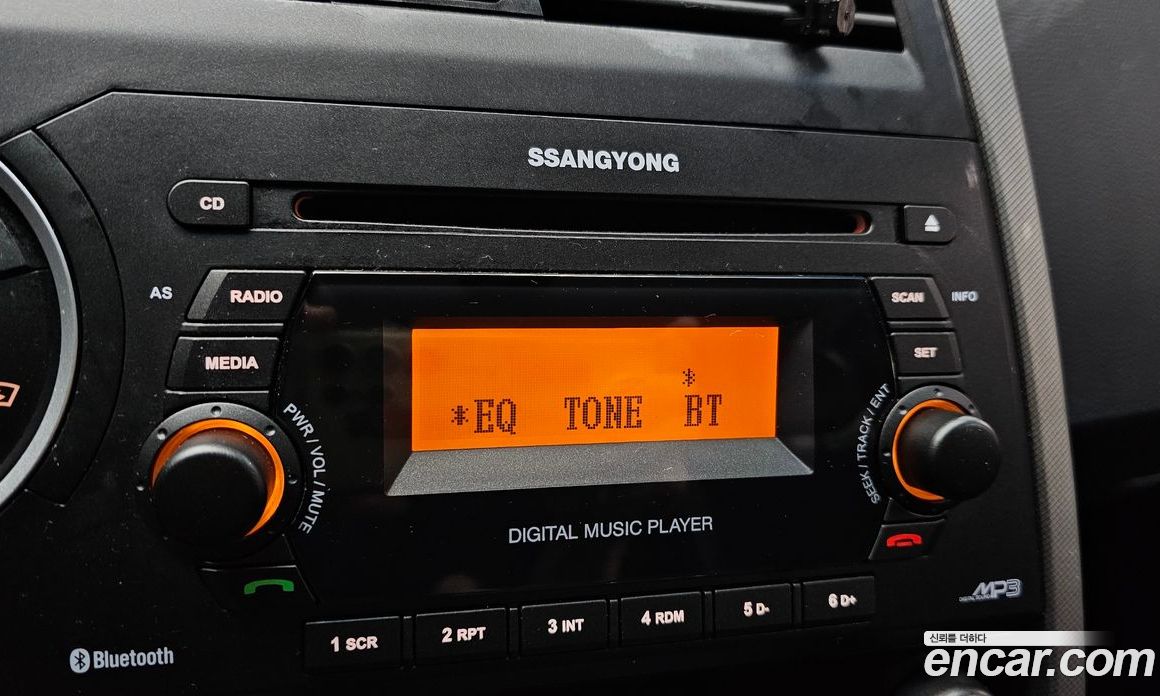 SSANGYONG
CD
AS RADIO SCAN INFO
MEDIA SET
*EQ TONE BT
PWR / VOL / MUTE
SEEK / TRACK / ENT
DIGITAL MUSIC PLAYER
1 SCR 2 RPT 3 INT 4 RDM 5 D- 6 D+
MP3
DIGITAL SOUND
Bluetooth
신뢰를 더하다
encar.com